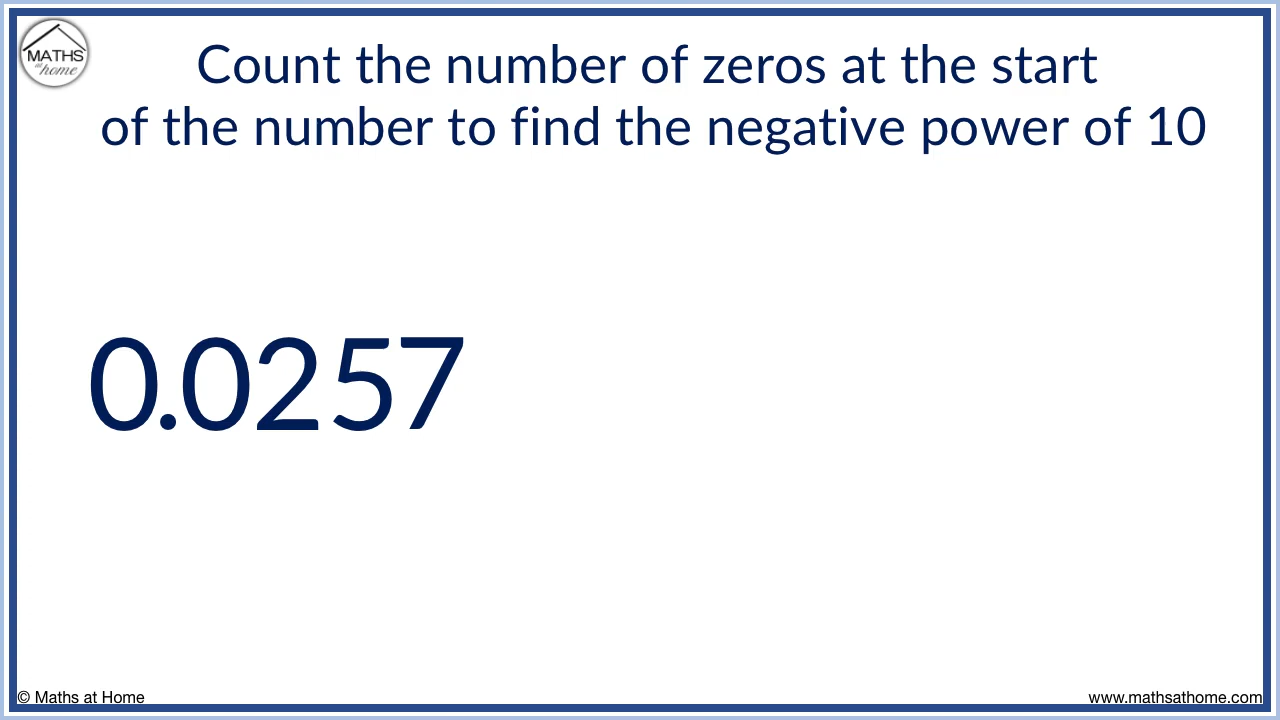 MATHS
at home
Count the number of zeros at the start
of the number to find the negative power of 10
0.0257
© Maths at Home
www.mathsathome.com